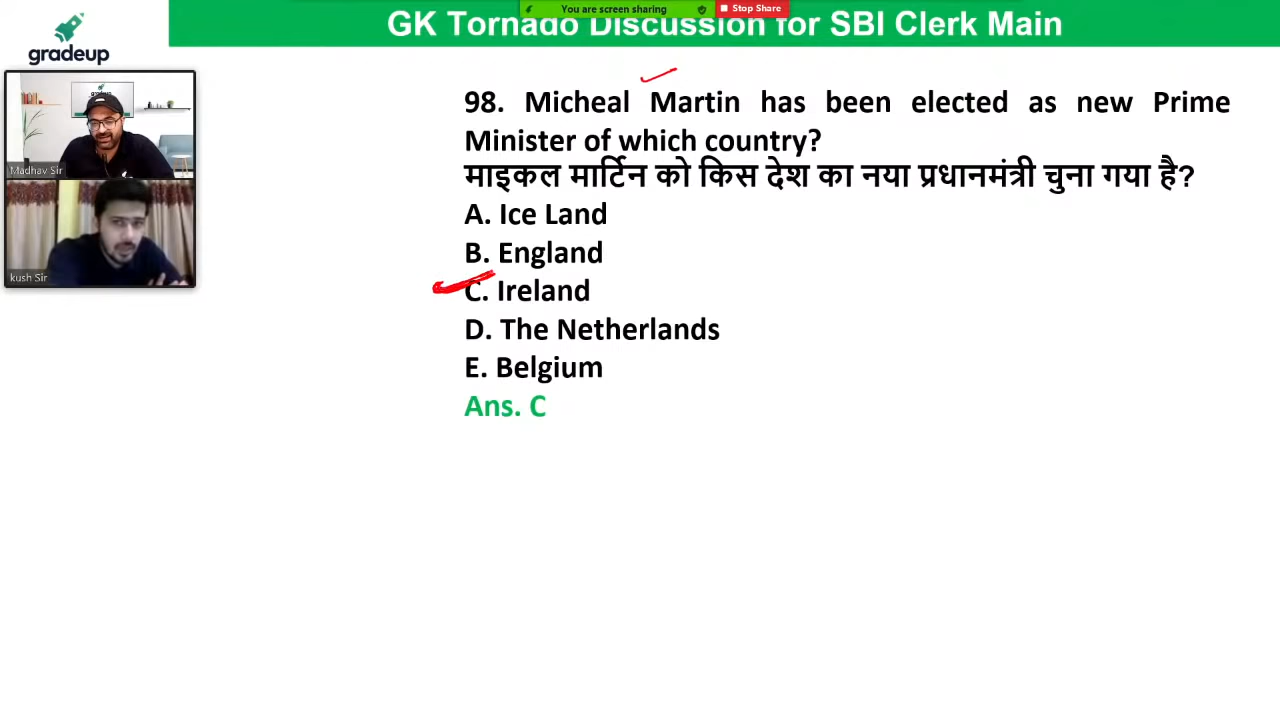 You are screen sharing
Stop Share
GK Tornado Discussion for SBI Clerk Main
gradeup
Madhav Sir
kush Sir
98. Micheal Martin has been elected as new Prime
Minister of which country?
माइकल मार्टिन को किस देश का नया प्रधानमंत्री चुना गया है?
A. Ice Land
B. England
C. Ireland
D. The Netherlands
E. Belgium
Ans. C